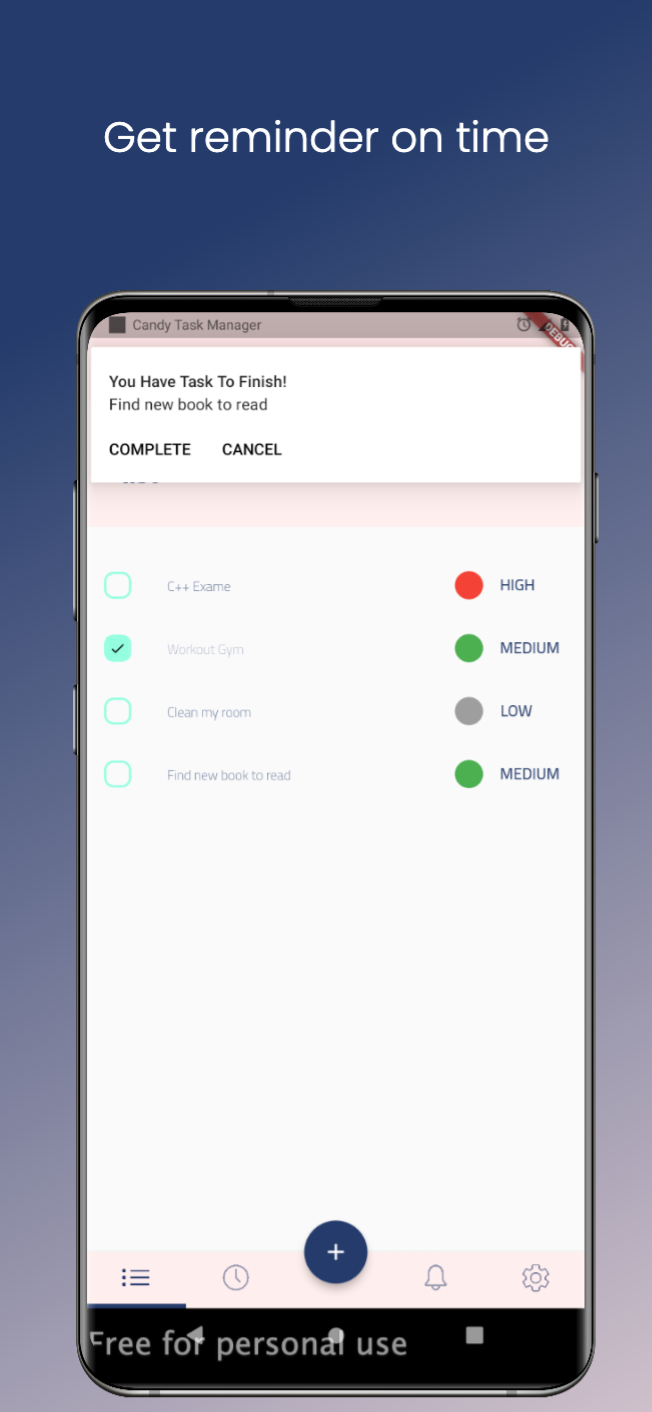 Get reminder on time
Candy Task Manager
You Have Task To Finish!
Find new book to read
COMPLETE CANCEL
C++ Exame HIGH
Workout Gym MEDIUM
Clean my room LOW
Find new book to read MEDIUM
Free for personal use